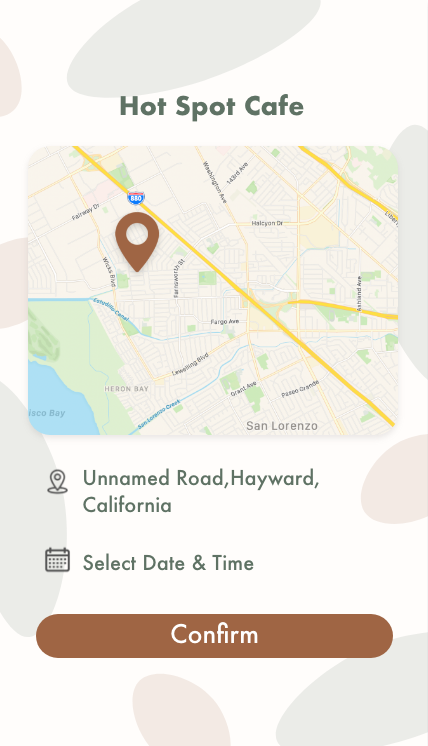 Hot Spot Cafe
Washington Ave
143rd Ave
880
Fairway Dr
Halcyon Dr
Wicks Blvd
Farnsworth St
Ashland Ave
Estudillo Canal
Fargo Ave
Lewelling Blvd
HERON BAY
Grant Ave
Paseo Grande
San Lorenzo Creek
isco Bay
San Lorenzo
Unnamed Road,Hayward,
California
Select Date & Time
Confirm